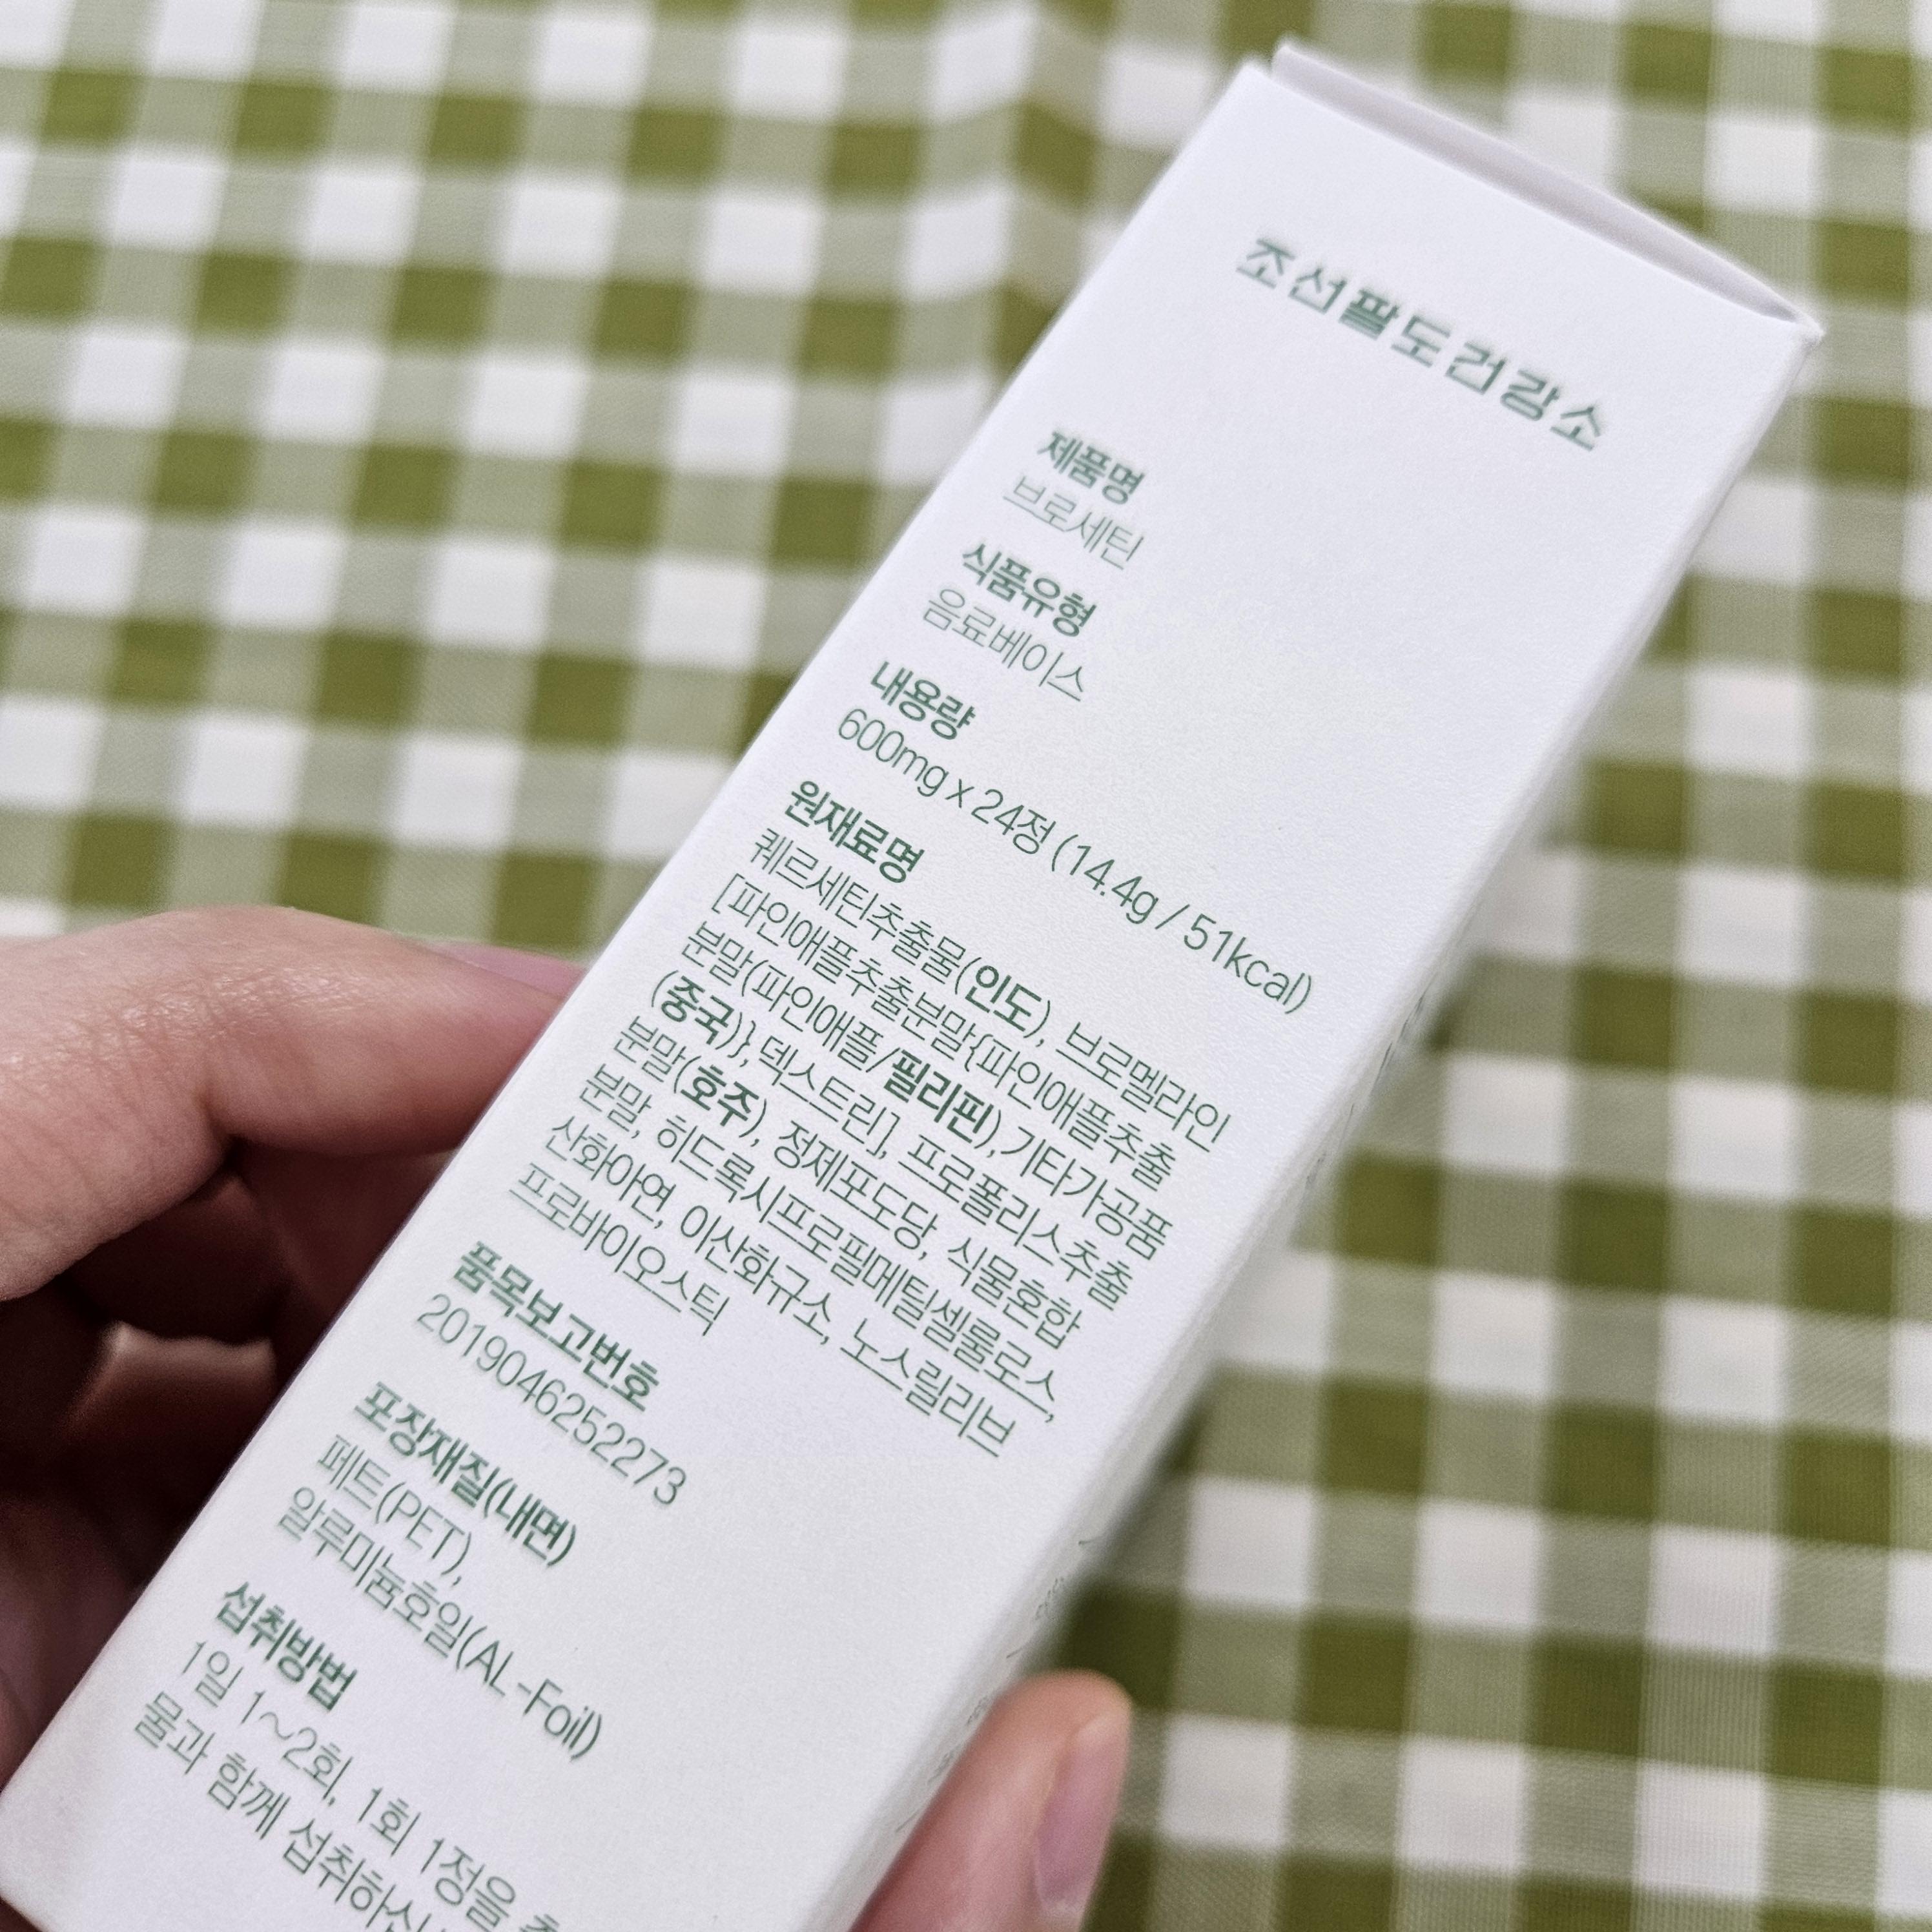 조선팔도건강소
제품명
브로세틴
식품유형
음료베이스
내용량
600mg x 24정 (14.4g / 51kcal)
원재료명
퀘르세틴추출물(인도), 브로멜라인
[파인애플추출분말{파인애플추출
분말(파인애플/필리핀),기타가공품
(중국)},덱스트린], 프로폴리스추출
분말(호주), 정제포도당, 식물혼합
분말, 히드록시프로필메틸셀룰로스,
산화아연, 이산화규소, 노스릴리브
프로바이오스틱
품목보고번호
201904625​2273
포장재질(내면)
페트(PET),
알루미늄호일(AL-Foil)
섭취방법
1일 1~2회, 1회 1정을
물과 함께